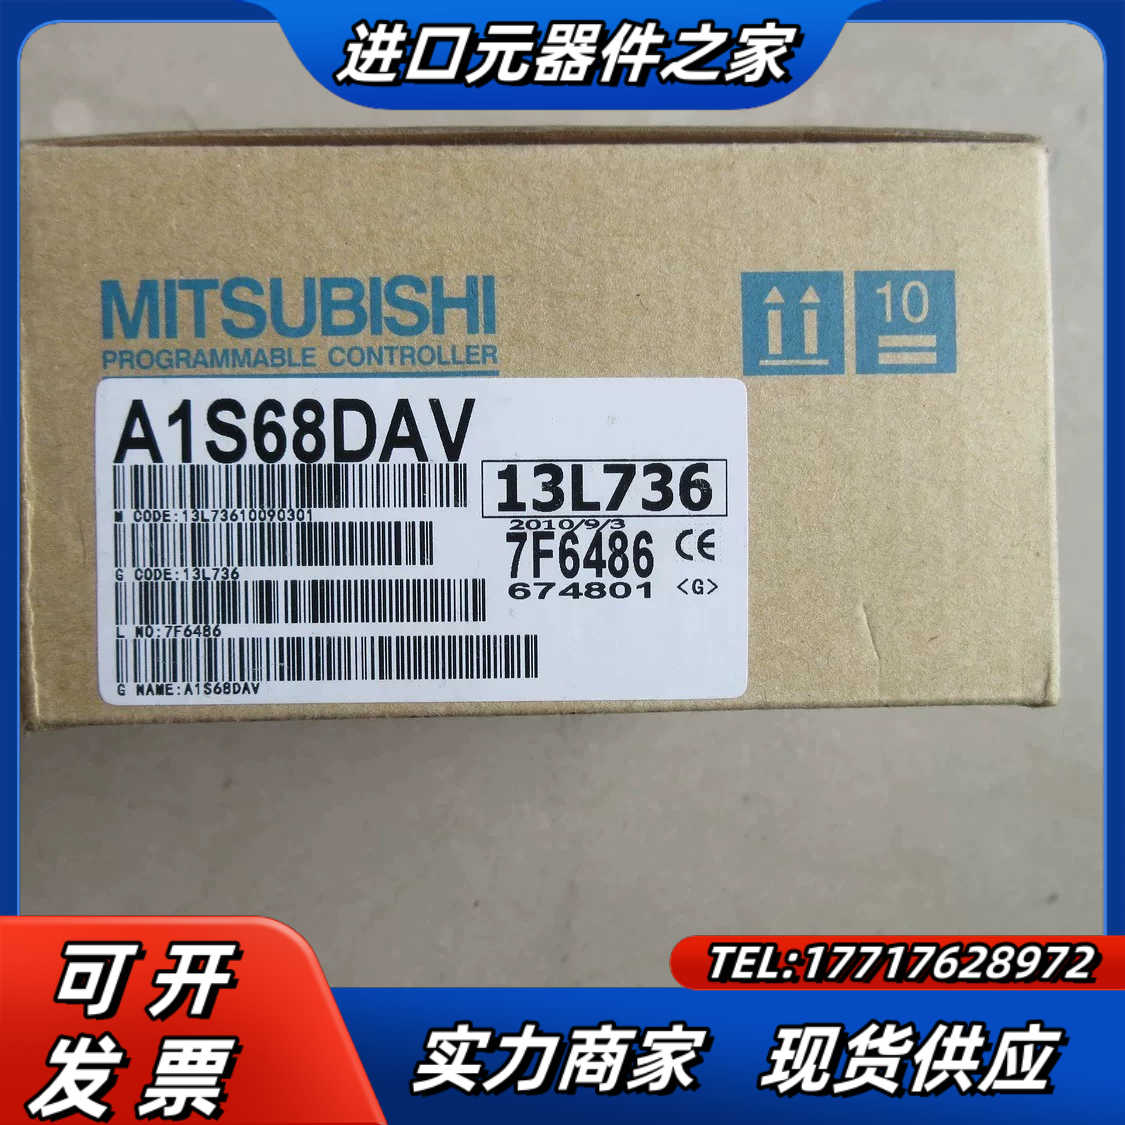 进口元器件之家
MITSUBISHI
PROGRAMMABLE CONTROLLER
10
A1S68DAV
13L736
M CODE:13L73610090301
2010/9/3
7F6486
CE
G CODE:13L736
674801
<G>
L NO:7F6486
G NAME:A1S68DAV
可开
发票
TEL:17717628972
实力商家 现货供应